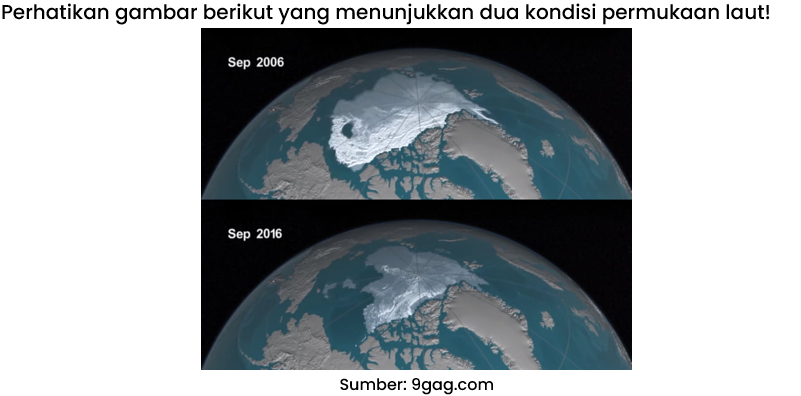 Perhatikan gambar berikut yang menunjukkan dua kondisi permukaan laut!
Sep 2006
Sep 2016
Sumber: 9gag.com